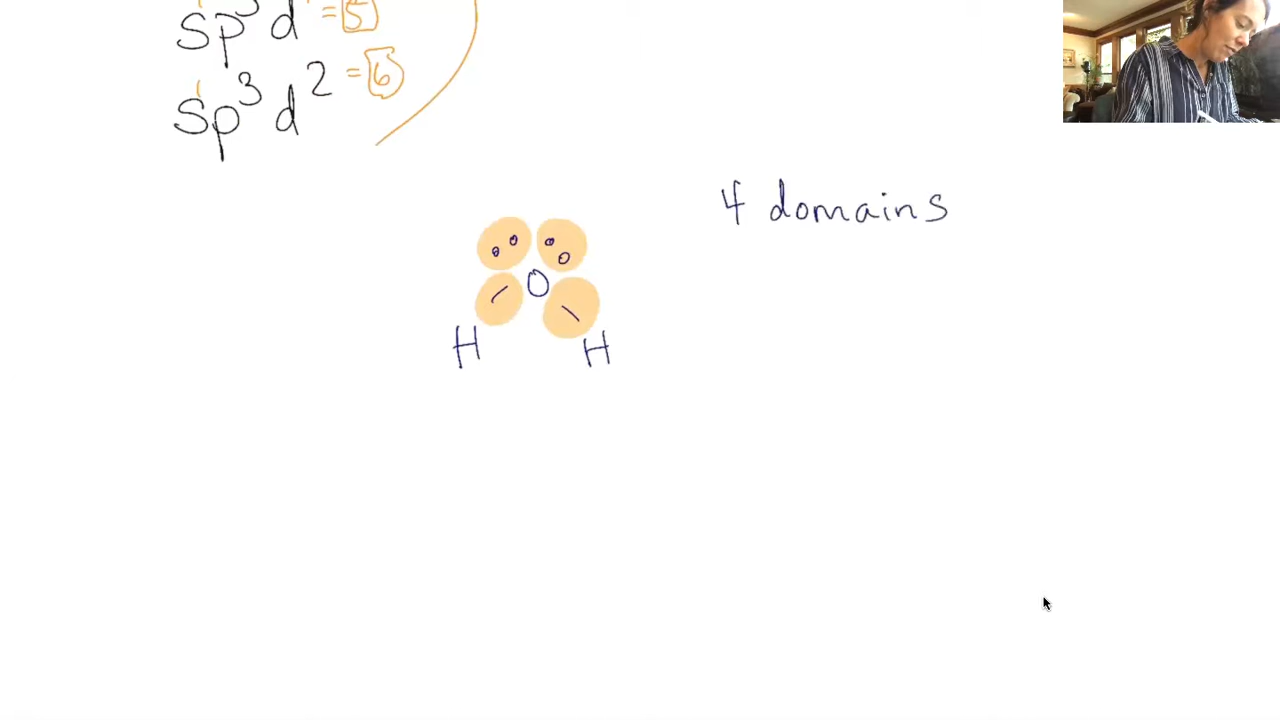 sp³d = 5
sp³d² = 6
4 domains
O
H H